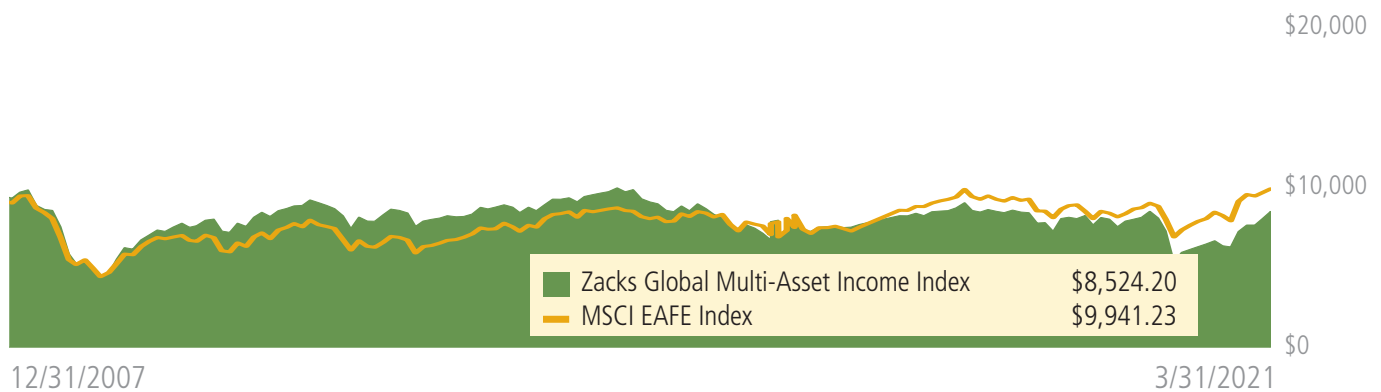 $20,000
$10,000
Zacks Global Multi-Asset Income Index $8,524.20
MSCI EAFE Index $9,941.23
$0
12/31/2007 3/31/2021